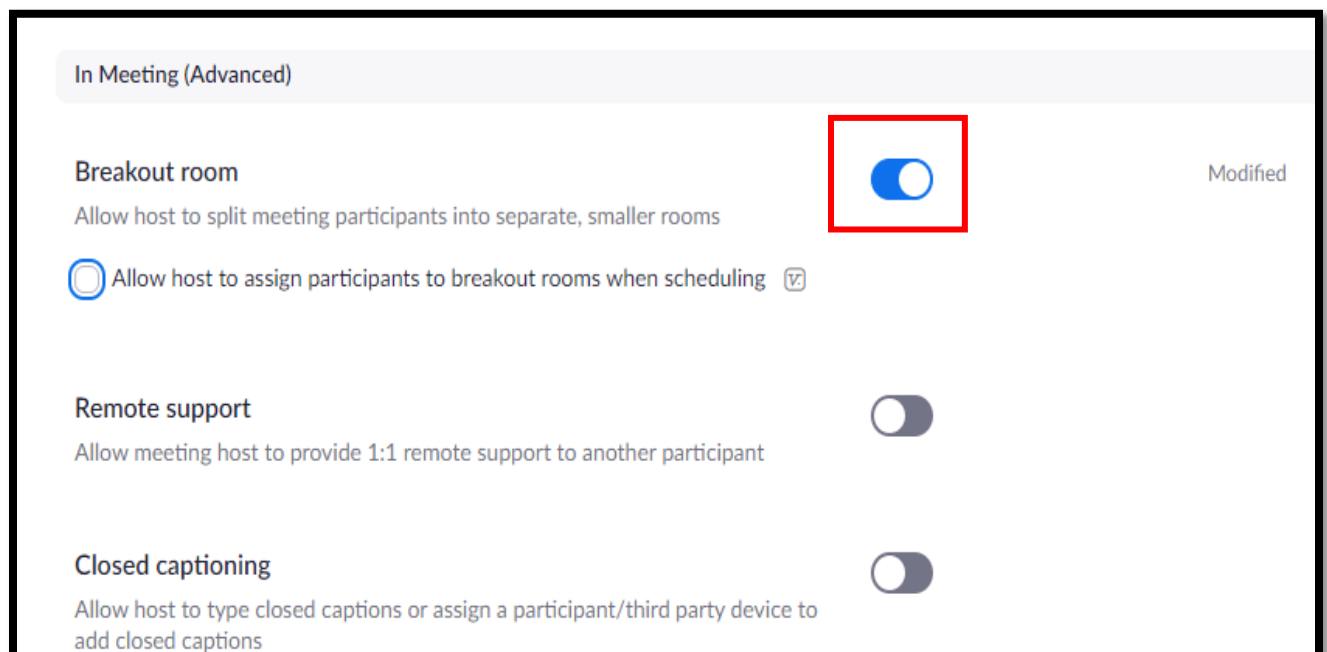 In Meeting (Advanced)
Breakout room
Modified
Allow host to split meeting participants into separate, smaller rooms
Allow host to assign participants to breakout rooms when scheduling
Remote support
Allow meeting host to provide 1:1 remote support to another participant
Closed captioning
Allow host to type closed captions or assign a participant/third party device to
add closed captions